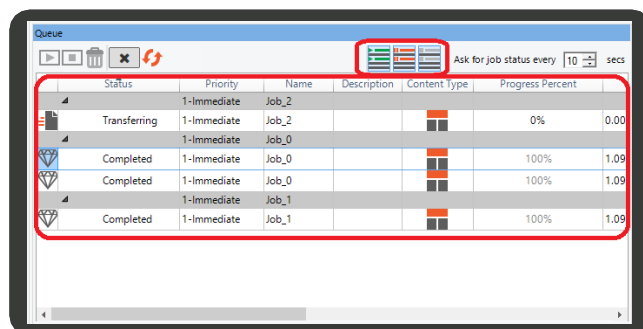 Queue
Ask for job status every 10 secs
Status Priority Name Description Content Type Progress Percent
1-Immediate Job_2
Transferring 1-Immediate Job_2 0% 0.00
1-Immediate Job_0
Completed 1-Immediate Job_0 100% 1.09
Completed 1-Immediate Job_0 100% 1.09
1-Immediate Job_1
Completed 1-Immediate Job_1 100% 1.09